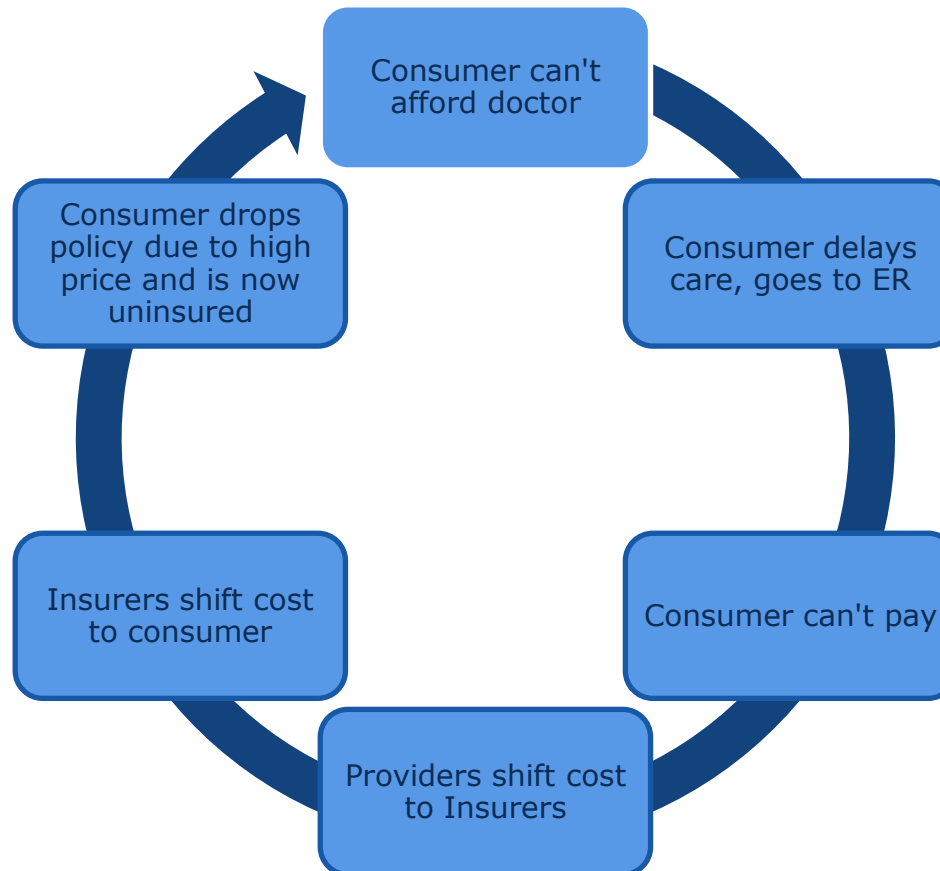 Consumer can't
afford doctor
Consumer delays
care, goes to ER
Consumer can't pay
Providers shift cost
to Insurers
Insurers shift cost
to consumer
Consumer drops
policy due to high
price and is now
uninsured